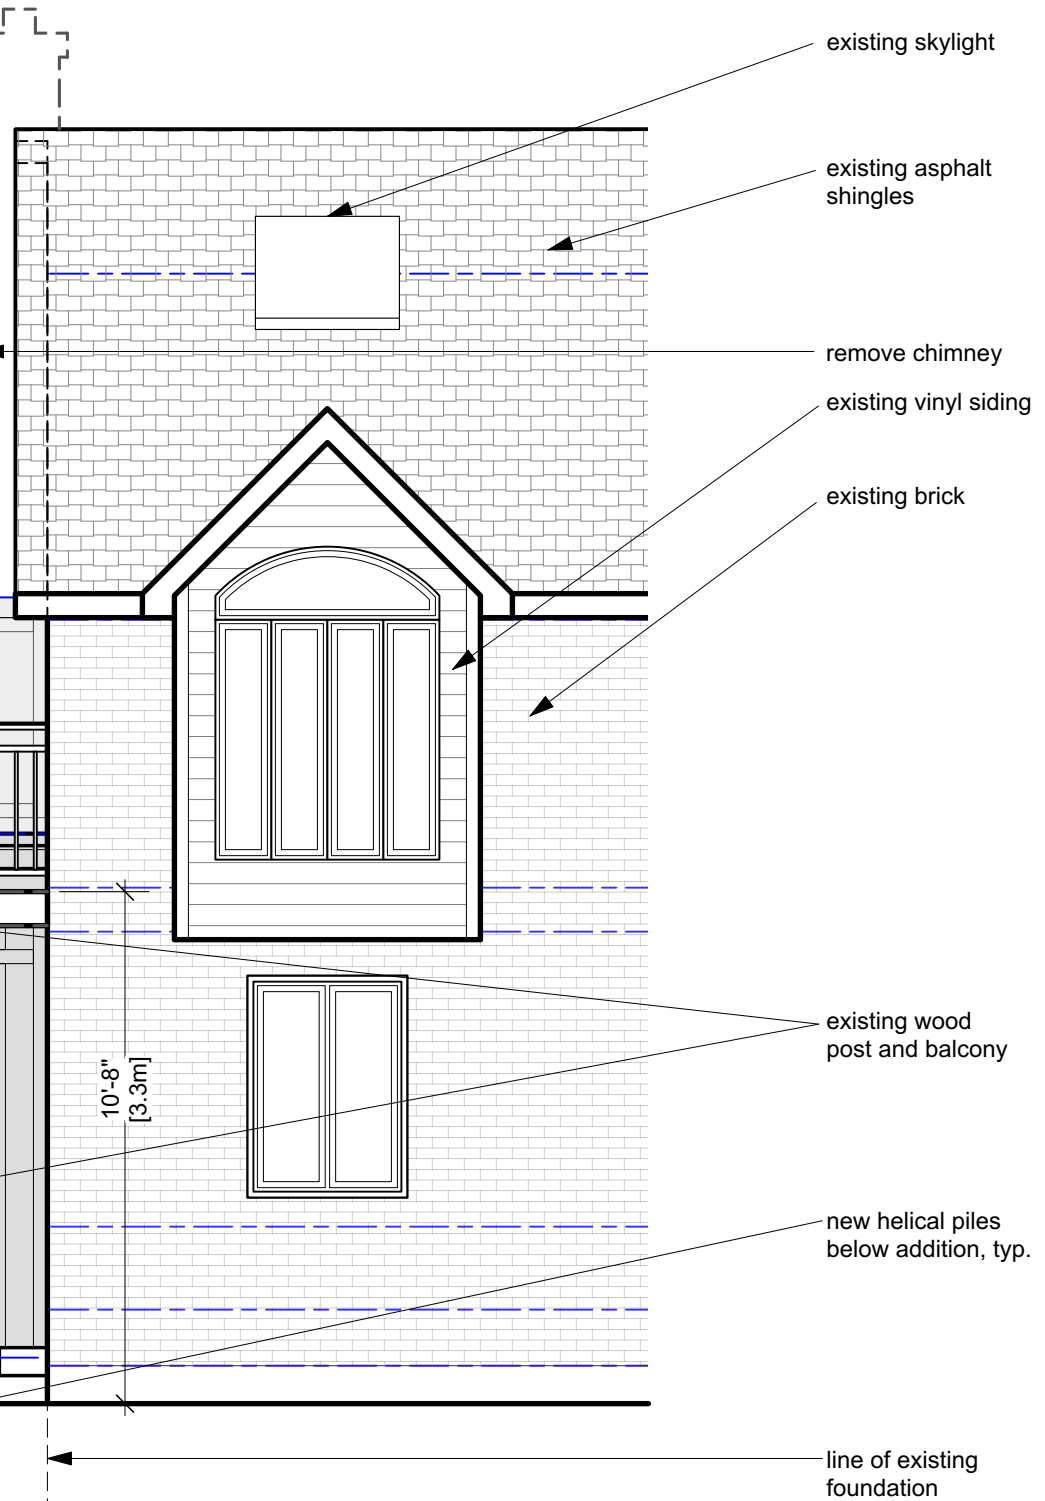 existing skylight
existing asphalt
shingles
remove chimney
existing vinyl siding
existing brick
existing wood
post and balcony
10'-8"
[3.3m]
new helical piles
below addition, typ.
line of existing
foundation